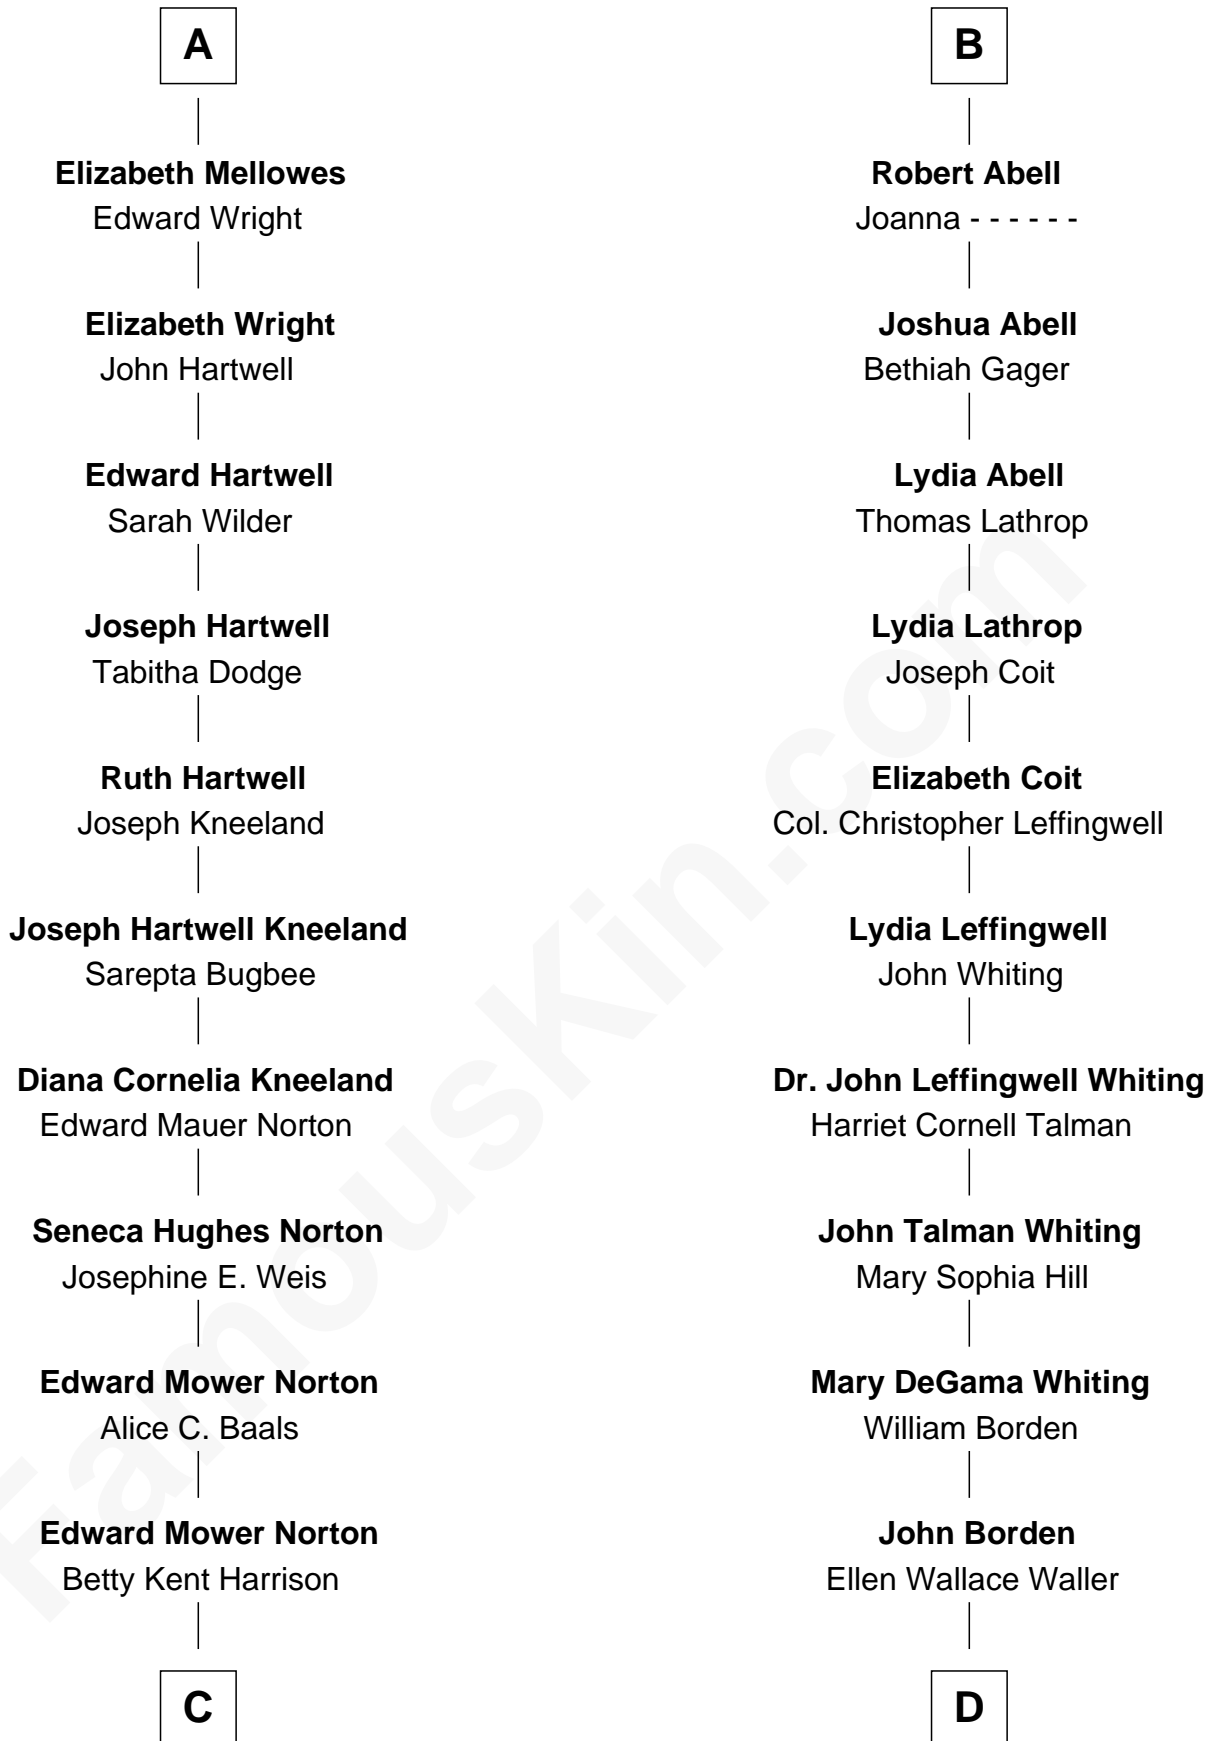 A
Elizabeth Mellowes
Edward Wright
Elizabeth Wright
John Hartwell
Edward Hartwell
Sarah Wilder
Joseph Hartwell
Tabitha Dodge
Ruth Hartwell
Joseph Kneeland
Joseph Hartwell Kneeland
Sarepta Bugbee
Diana Cornelia Kneeland
Edward Mauer Norton
Seneca Hughes Norton
Josephine E. Weis
Edward Mower Norton
Alice C. Baals
Edward Mower Norton
Betty Kent Harrison
C
B
Robert Abell
Joanna - - - - - -
Joshua Abell
Bethiah Gager
Lydia Abell
Thomas Lathrop
Lydia Lathrop
Joseph Coit
Elizabeth Coit
Col. Christopher Leffingwell
Lydia Leffingwell
John Whiting
Dr. John Leffingwell Whiting
Harriet Cornell Talman
John Talman Whiting
Mary Sophia Hill
Mary DeGama Whiting
William Borden
John Borden
Ellen Wallace Waller
D
FamousKin.com